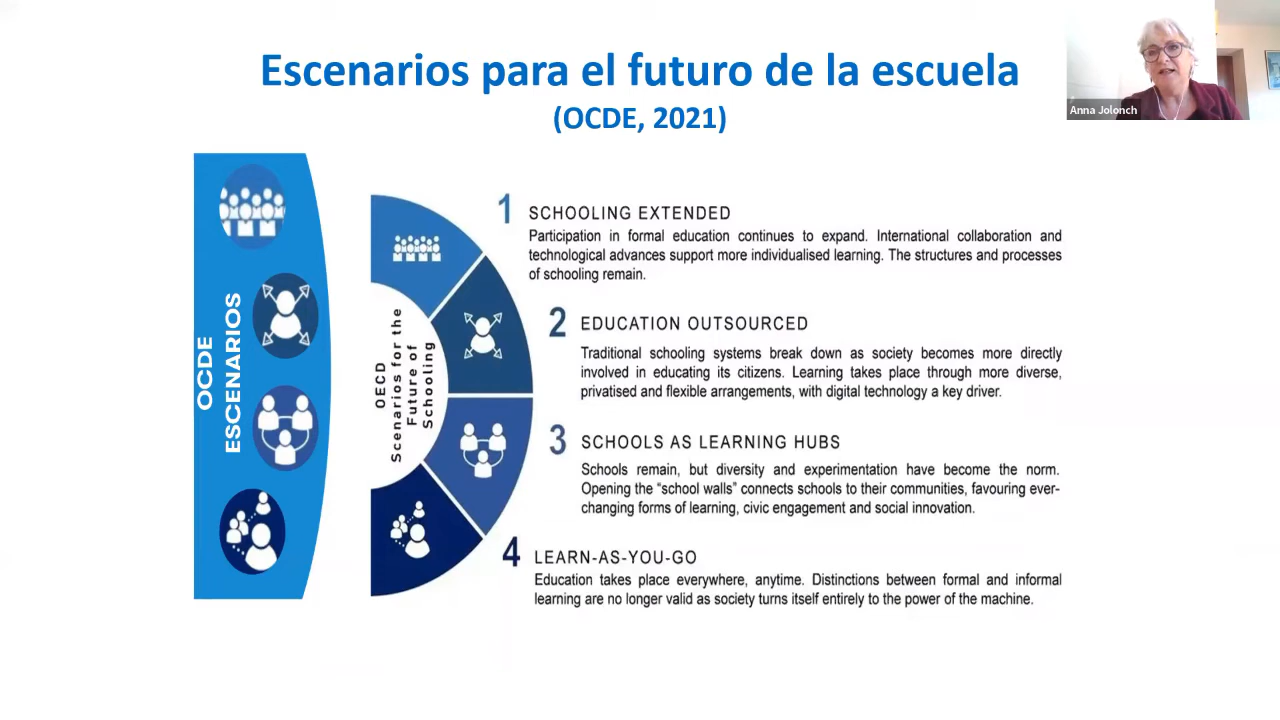 Escenarios para el futuro de la escuela
(OCDE, 2021)
Anna Jolonch
OCDE
ESCENARIOS
OECD
Scenarios for the
Future of
Schooling
1 SCHOOLING EXTENDED
Participation in formal education continues to expand. International collaboration and
technological advances support more individualised learning. The structures and processes
of schooling remain.
2 EDUCATION OUTSOURCED
Traditional schooling systems break down as society becomes more directly
involved in educating its citizens. Learning takes place through more diverse,
privatised and flexible arrangements, with digital technology a key driver.
3 SCHOOLS AS LEARNING HUBS
Schools remain, but diversity and experimentation have become the norm.
Opening the “school walls” connects schools to their communities, favouring ever-
changing forms of learning, civic engagement and social innovation.
4 LEARN-AS-YOU-GO
Education takes place everywhere, anytime. Distinctions between formal and informal
learning are no longer valid as society turns itself entirely to the power of the machine.